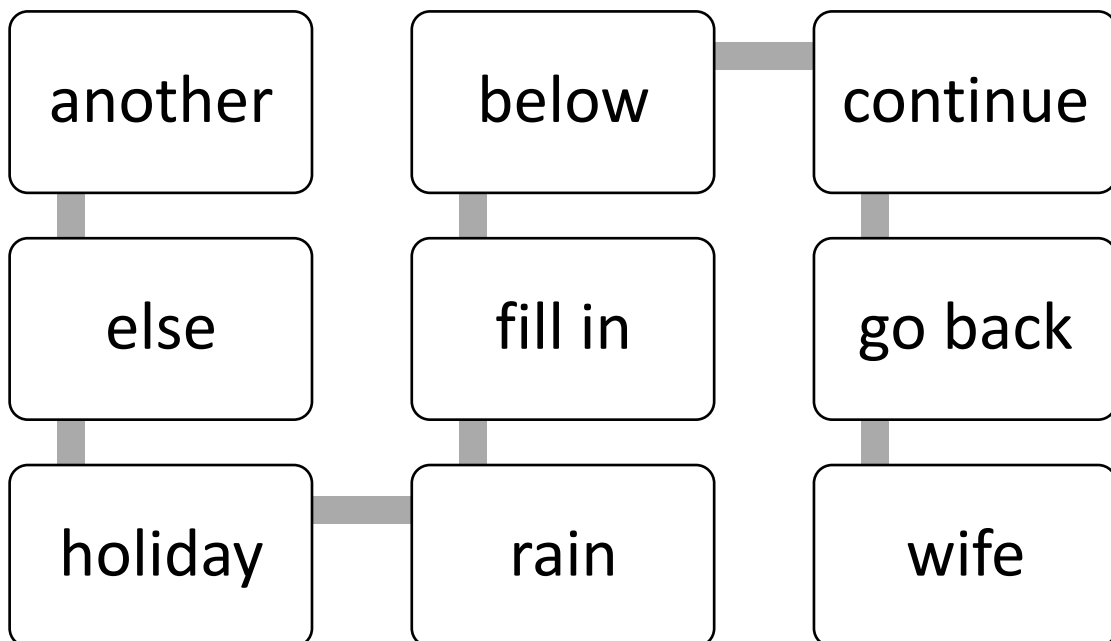 another
below
continue
else
fill in
go back
holiday
rain
wife